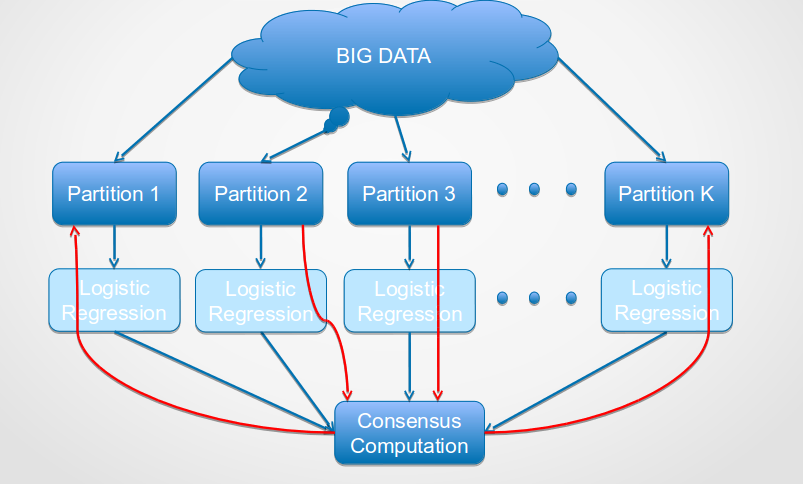 BIG DATA
Partition 1
Partition 2
Partition 3
Partition K
Logistic
Regression
Logistic
Regression
Logistic
Regression
Logistic
Regression
Consensus
Computation